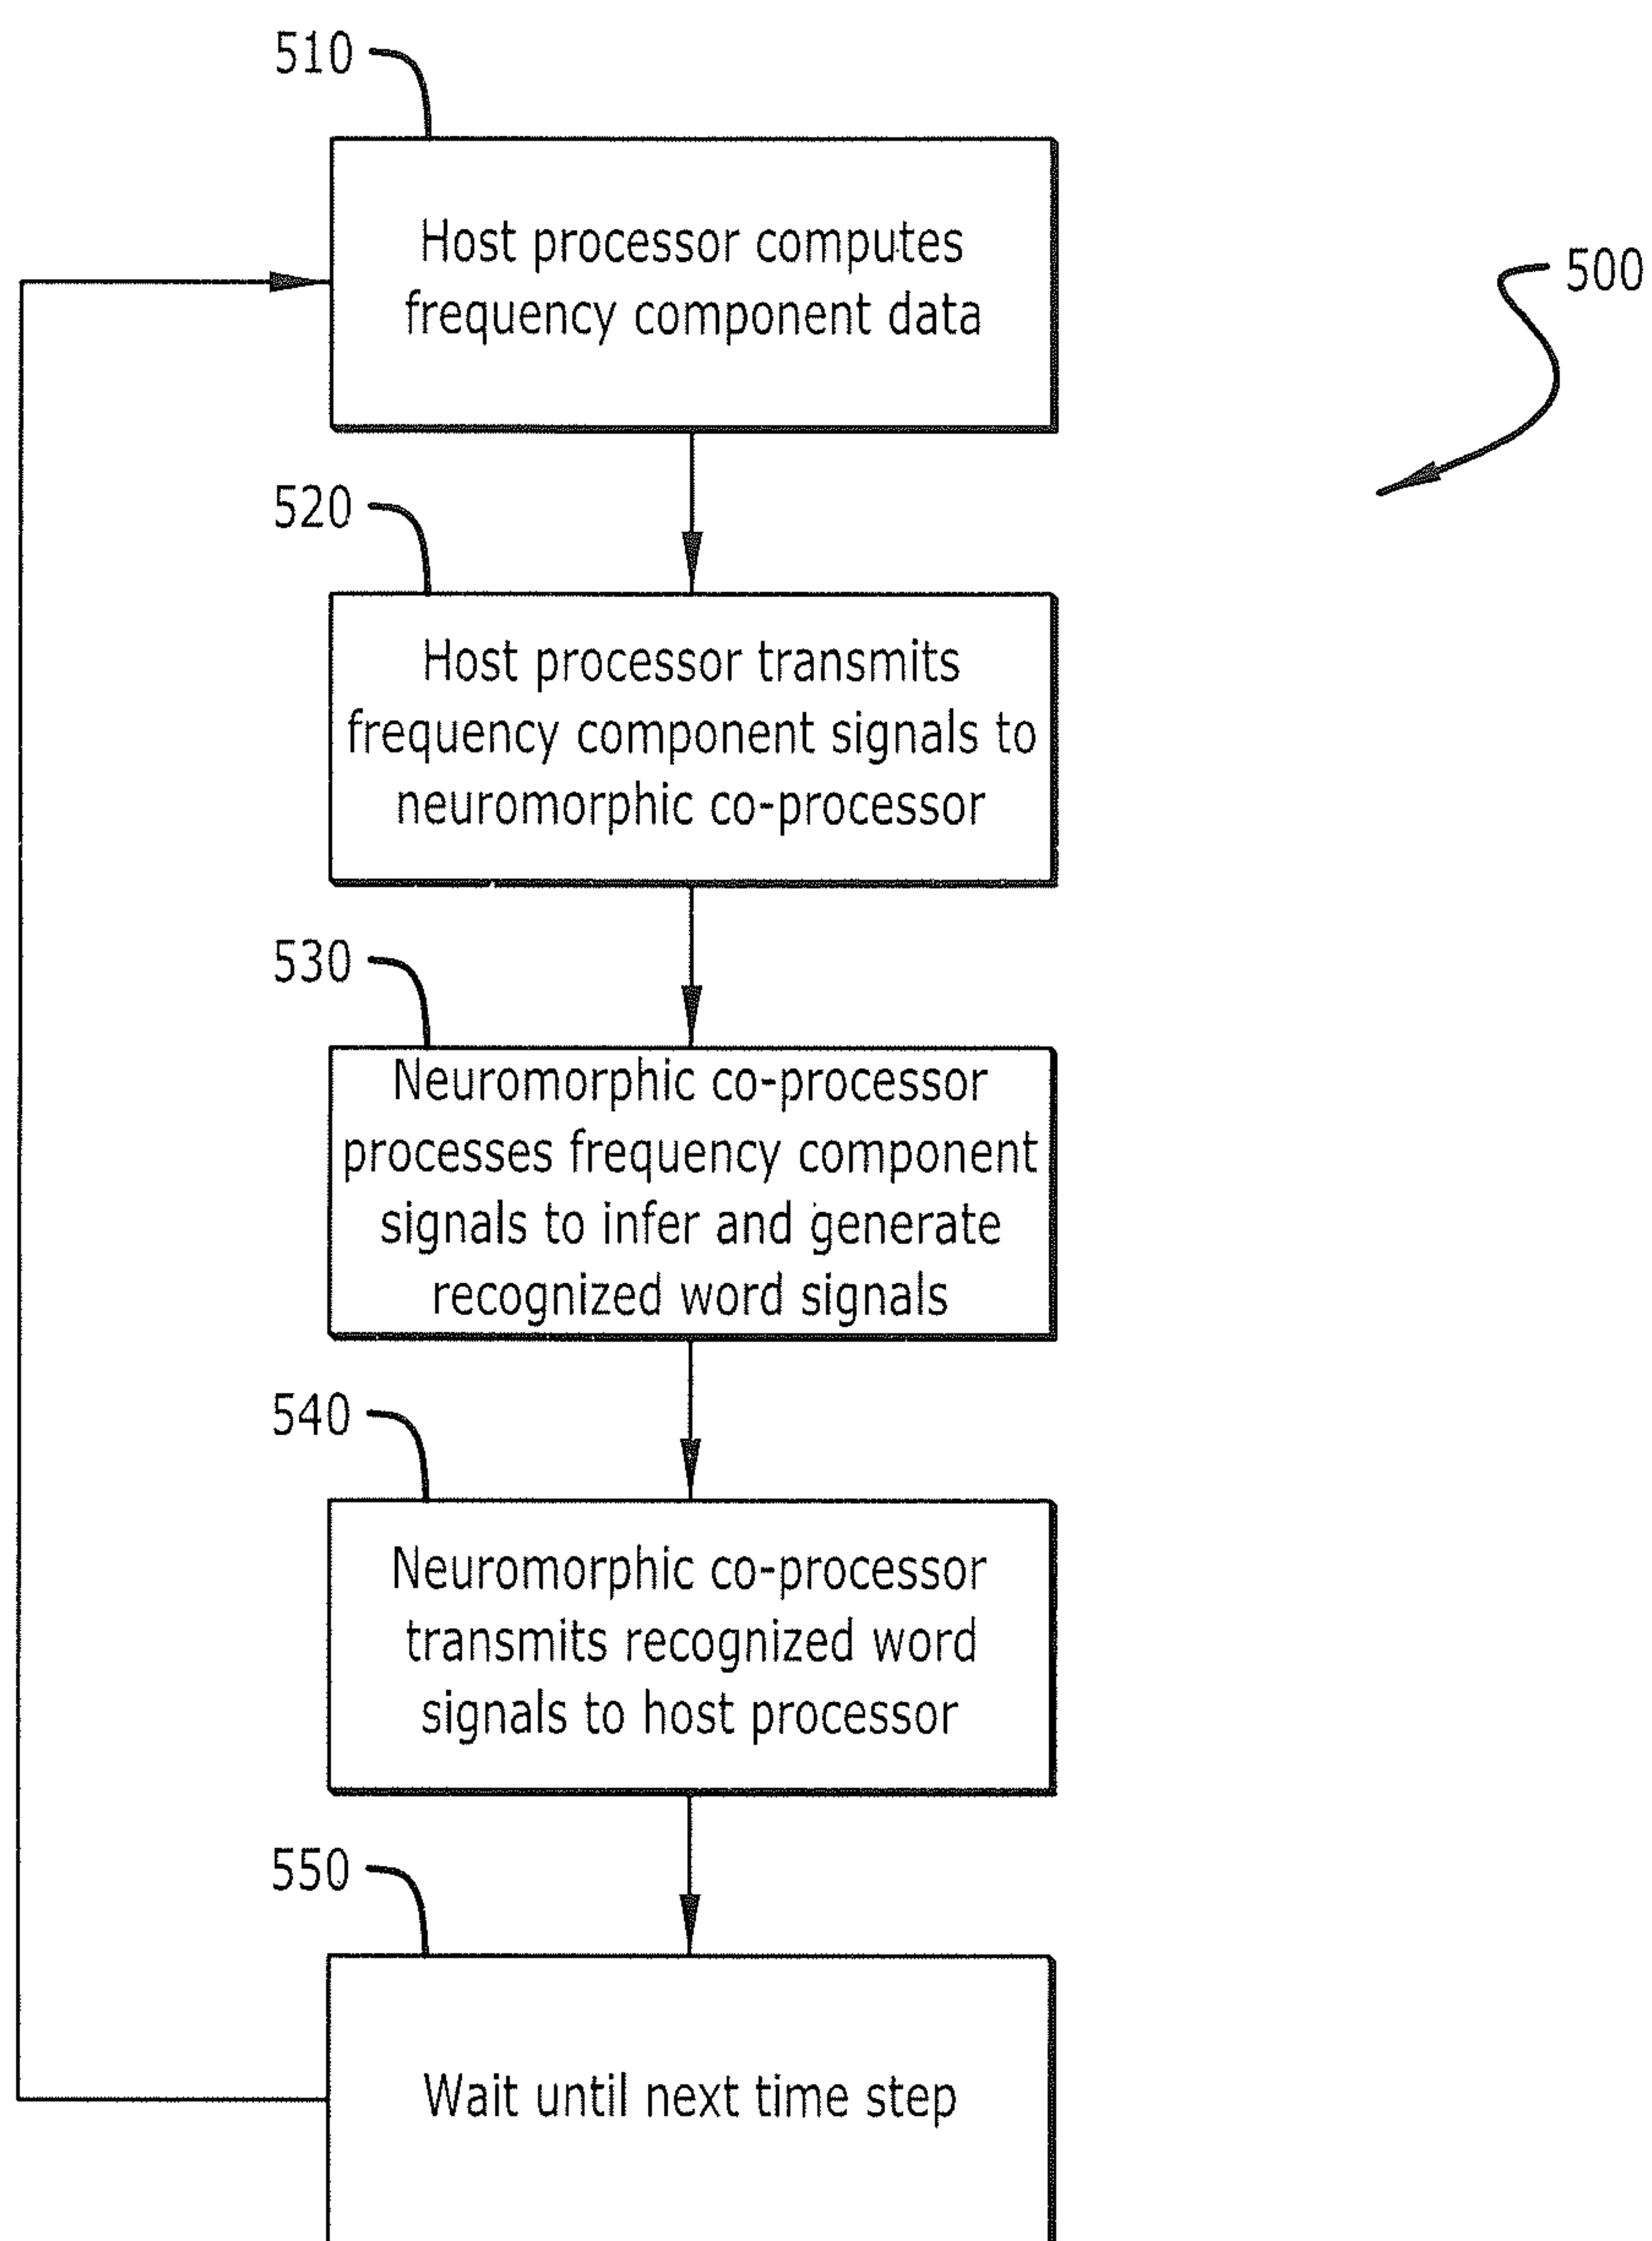 510
Host processor computes
frequency component data
500
520
Host processor transmits
frequency component signals to
neuromorphic co-processor
530
Neuromorphic co-processor
processes frequency component
signals to infer and generate
recognized word signals
540
Neuromorphic co-processor
transmits recognized word
signals to host processor
550
Wait until next time step